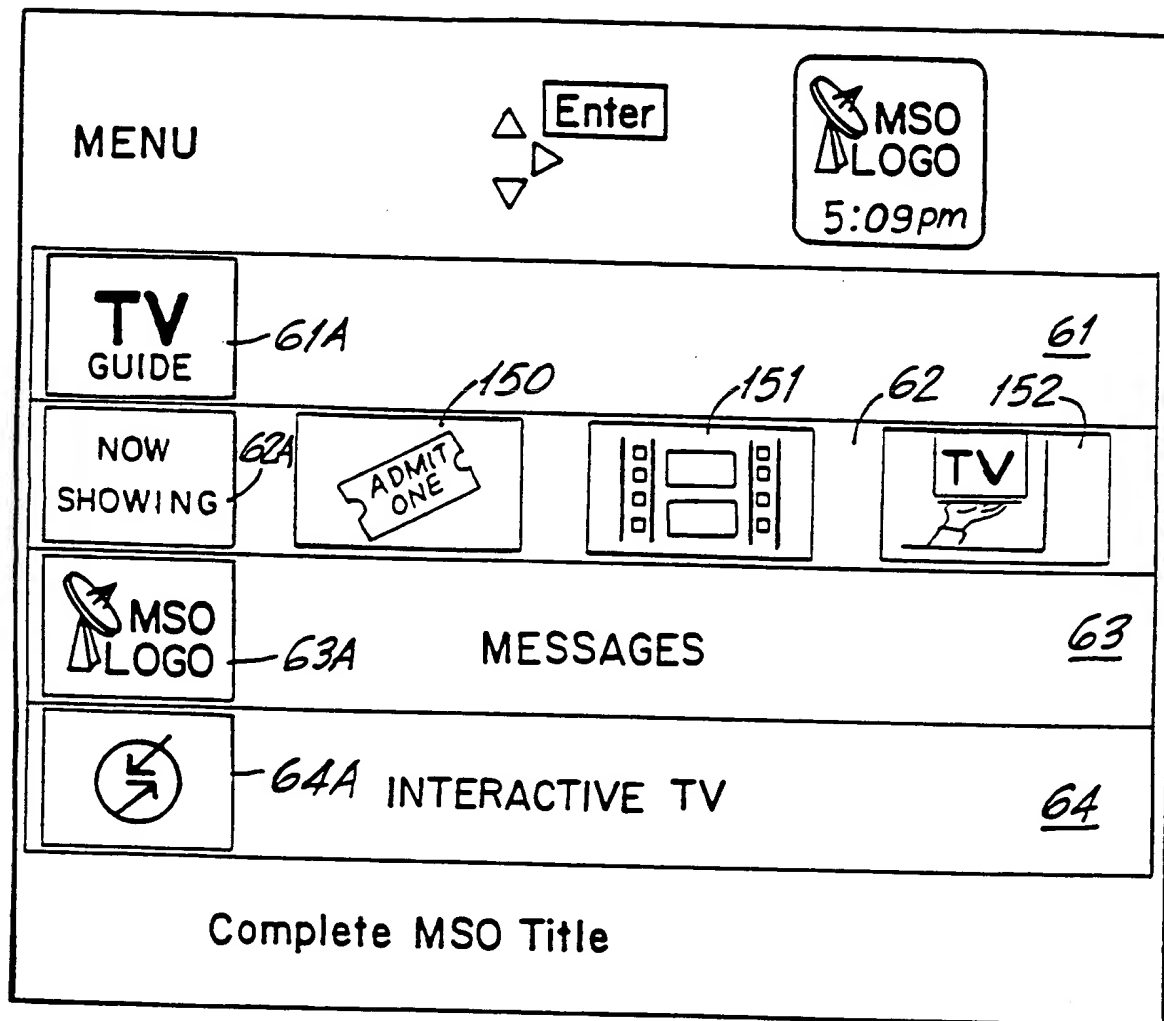 MENU
Enter
MSO
LOGO
5:09pm
TV
GUIDE
61A
61
150
151
62
152
NOW
SHOWING
62A
ADMIT
ONE
TV
MSO
LOGO
63A
MESSAGES
63
64A
INTERACTIVE TV
64
Complete MSO Title